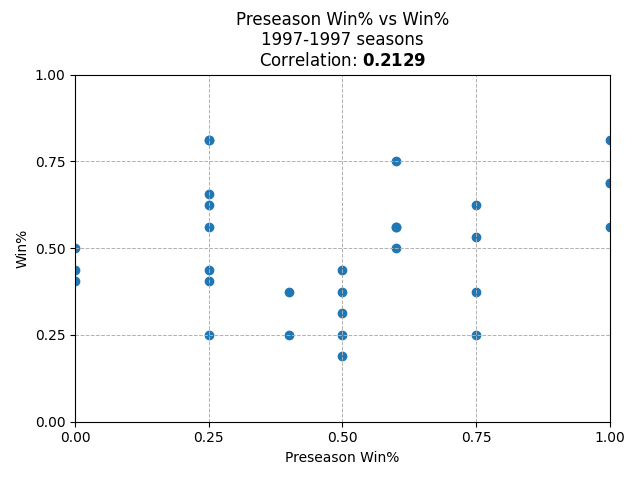 Preseason Win% vs Win%
1997-1997 seasons
Correlation: 0.2129
1.00
0.75
0.50
0.25
0.00
Win%
0.00 0.25 0.50 0.75 1.00
Preseason Win%